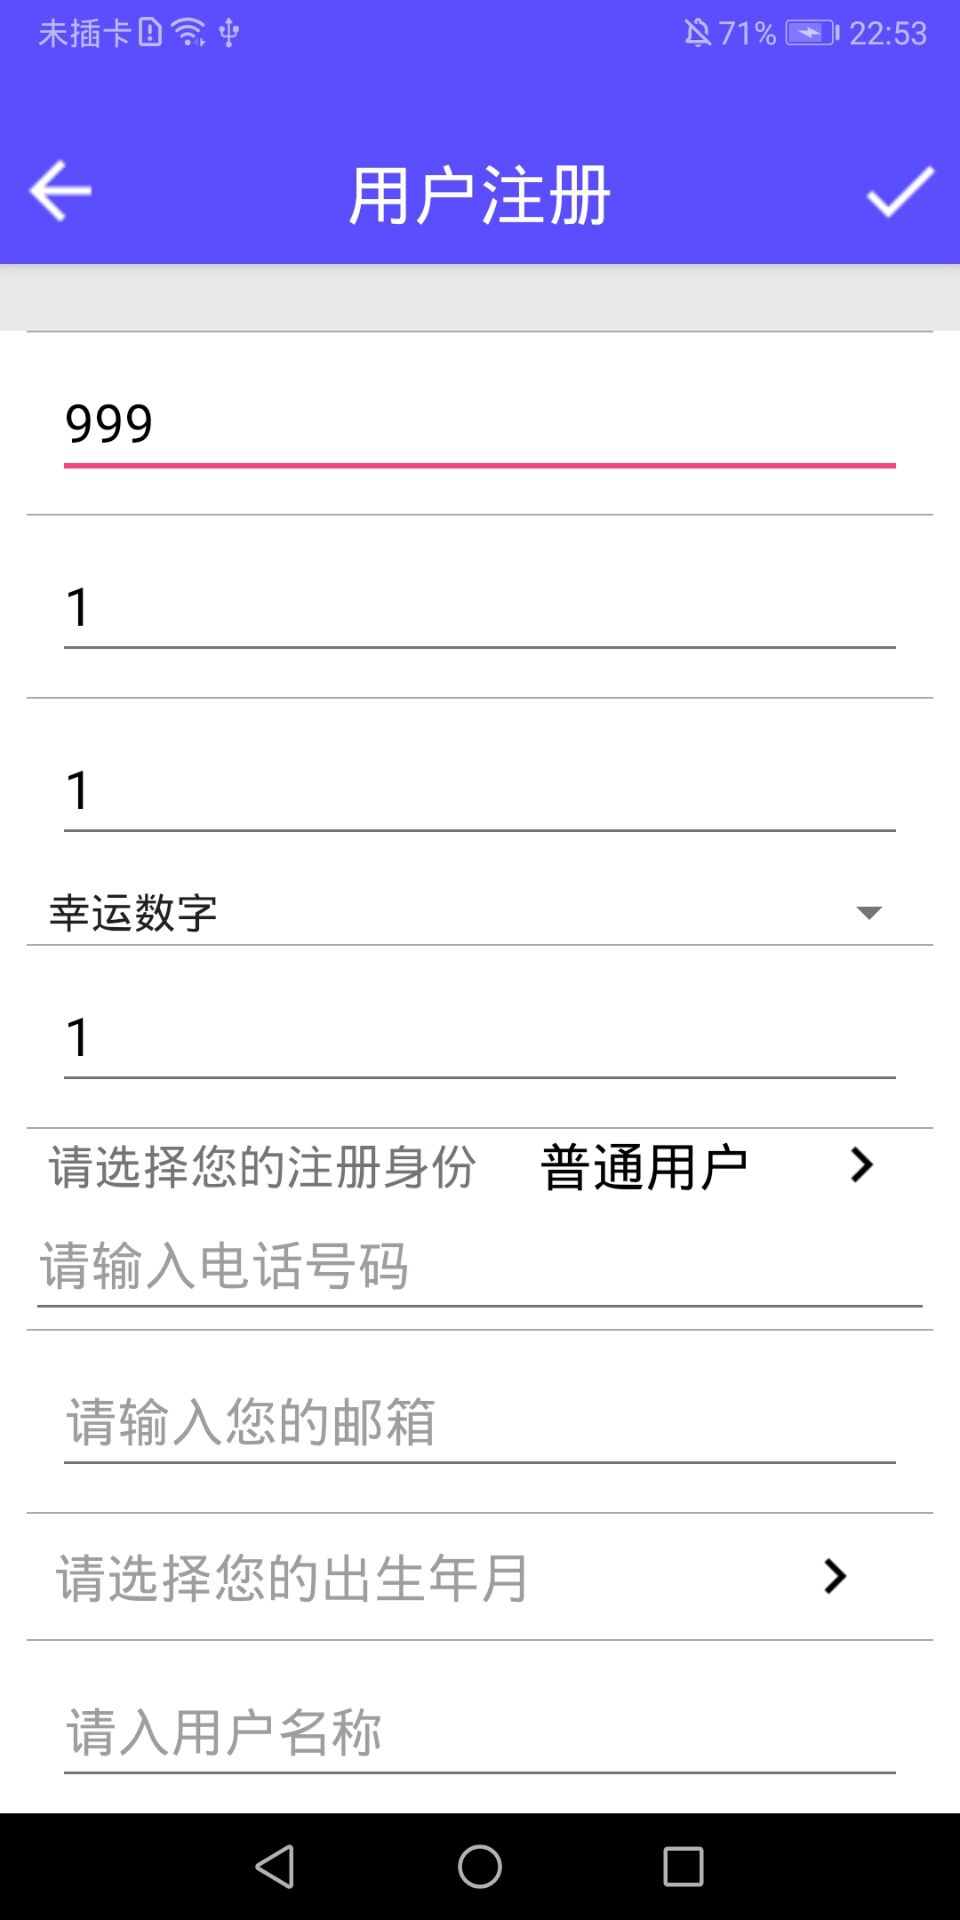 未插卡 71% 22:53
用户注册
999
1
1
幸运数字
1
请选择您的注册身份 普通用户
请输入电话号码
请输入您的邮箱
请选择您的出生年月
请入用户名称